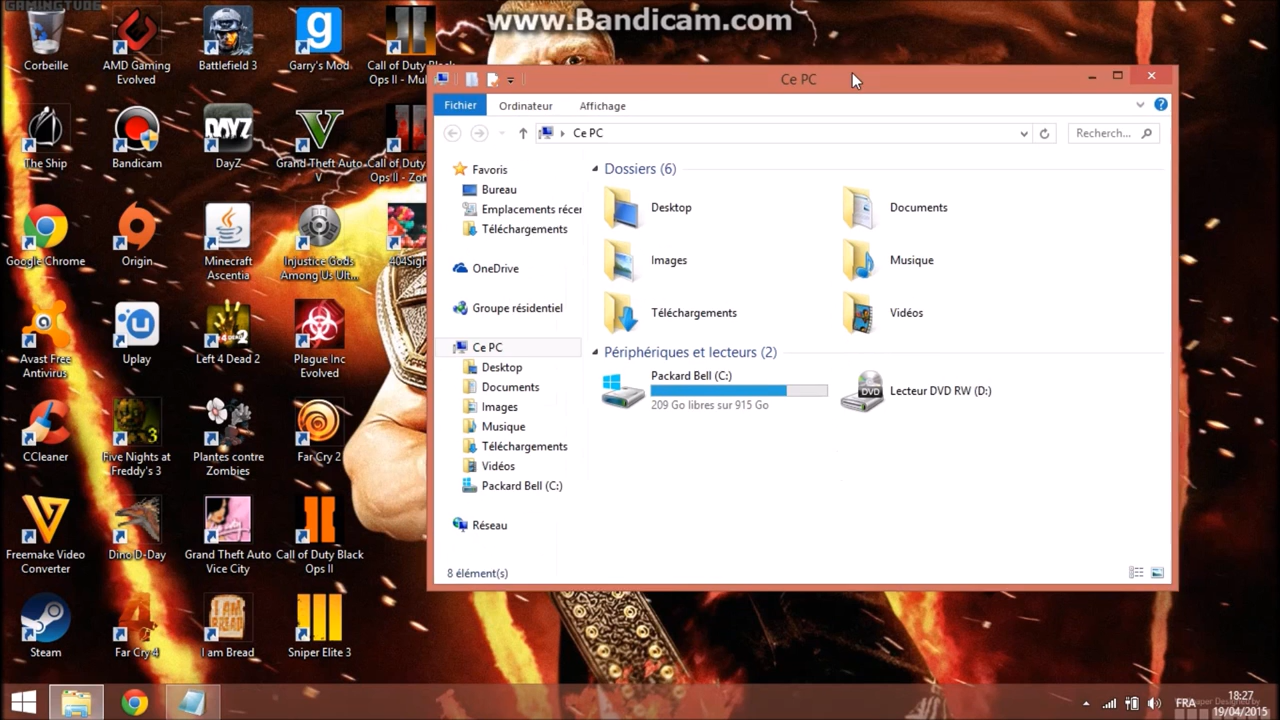 GAMINGTUDE
www.Bandicam.com
Corbeille
AMD Gaming
Evolved
Battlefield 3
Garry's Mod
Call of Duty Black
Ops II - Mul
The Ship
Bandicam
DayZ
Grand Theft Auto
V
Call of Duty Black
Ops II - Zom
Google Chrome
Origin
Minecraft
Ascentia
Injustice Gods
Among Us Ult...
404Sigh
Avast Free
Antivirus
Uplay
Left 4 Dead 2
Plague Inc
Evolved
CCleaner
Five Nights at
Freddy's 3
Plantes contre
Zombies
Far Cry 2
Freemake Video
Converter
Dino D-Day
Grand Theft Auto
Vice City
Call of Duty Black
Ops II
Steam
Far Cry 4
I am Bread
Sniper Elite 3
Ce PC
Fichier
Ordinateur
Affichage
Ce PC
Recherch...
Favoris
Bureau
Emplacements récer
Téléchargements
OneDrive
Groupe résidentiel
Ce PC
Desktop
Documents
Images
Musique
Téléchargements
Vidéos
Packard Bell (C:)
Réseau
Dossiers (6)
Desktop
Documents
Images
Musique
Téléchargements
Vidéos
Périphériques et lecteurs (2)
Packard Bell (C:)
209 Go libres sur 915 Go
DVD
Lecteur DVD RW (D:)
8 élément(s)
FRA
18:27
19/04/2015